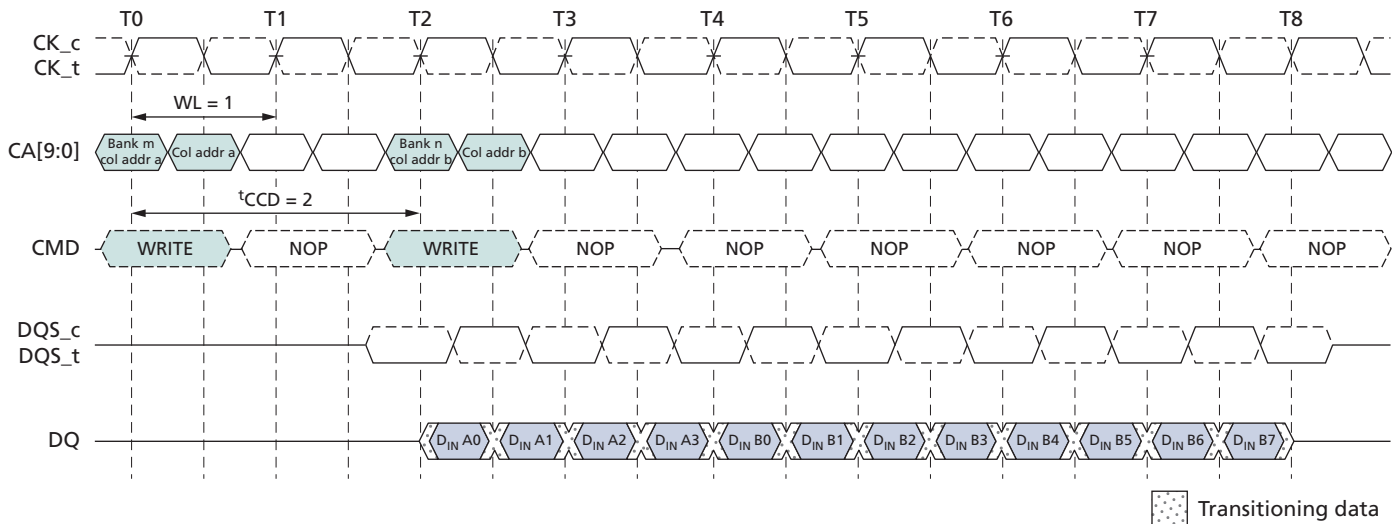 T0 T1 T2 T3 T4 T5 T6 T7 T8
CK_c
CK_t
WL = 1
CA[9:0]
Bank m
col addr a
Col addr a
Bank n
col addr b
Col addr b
tCCD = 2
CMD WRITE NOP WRITE NOP NOP NOP NOP NOP NOP
DQS_c
DQS_t
DQ DIN A0 DIN A1 DIN A2 DIN A3 DIN B0 DIN B1 DIN B2 DIN B3 DIN B4 DIN B5 DIN B6 DIN B7
Transitioning data